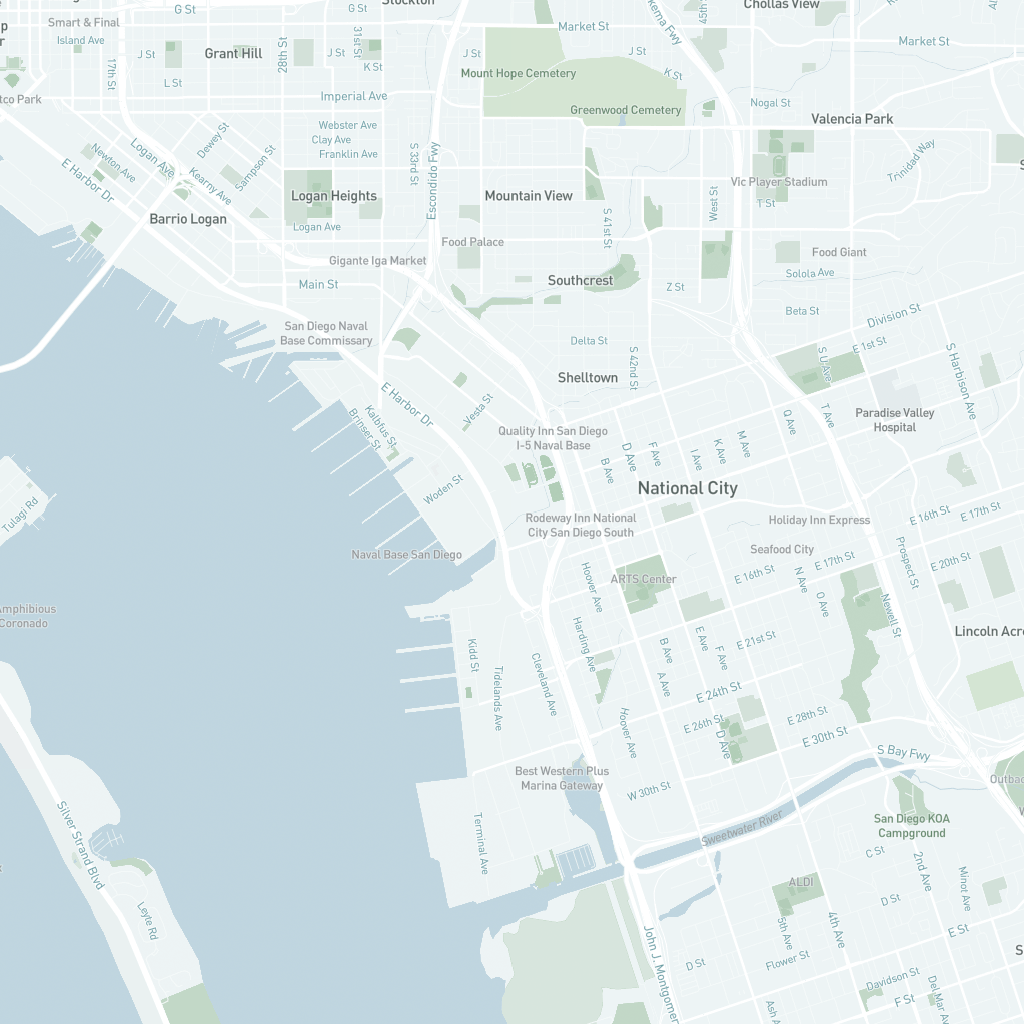 Stockton
Chollas View
G St
G St
Smart & Final
Island Ave
J St
Grant Hill
28th St
31st St
J St
K St
L St
17th St
Market St
Market St
J St
J St
K St
45th St
Mount Hope Cemetery
Greenwood Cemetery
Nogal St
Valencia Park
Imperial Ave
Webster Ave
Clay Ave
Franklin Ave
S 33rd St
Escondido Fwy
Dewey St
Logan Ave
Newton Ave
E Harbor Dr
Kearny Ave
Sampson St
Logan Heights
Mountain View
Barrio Logan
Logan Ave
S 41st St
West St
Vic Player Stadium
T St
Trinidad Way
Food Palace
Gigante Iga Market
Food Giant
Solola Ave
Main St
Southcrest
Z St
Beta St
Division St
E 1st St
San Diego Naval
Base Commissary
Delta St
Shelltown
S 42nd St
S U Ave
S Harbison Ave
E Harbor Dr
Kalbfus St
Brinser St
Vesta St
Woden St
Quality Inn San Diego
I-5 Naval Base
B Ave
D Ave
F Ave
I Ave
K Ave
M Ave
Q Ave
T Ave
Paradise Valley
Hospital
National City
Tulagi Rd
Naval Base San Diego
Rodeway Inn National
City San Diego South
Holiday Inn Express
E 16th St
E 17th St
Seafood City
ARTS Center
E 16th St
E 17th St
E 20th St
Prospect St
N Ave
O Ave
Newell St
Amphibious
Coronado
Hoover Ave
Harding Ave
Kidd St
Tidelands Ave
Cleveland Ave
B Ave
A Ave
E Ave
F Ave
E 21st St
E 24th St
E 26th St
E 28th St
E 30th St
Hoover Ave
D Ave
S Bay Fwy
W 30th St
Best Western Plus
Marina Gateway
Terminal Ave
Silver Strand Blvd
Leyte Rd
Sweetwater River
San Diego KOA
Campground
C St
2nd Ave
Minot Ave
ALDI
D St
E St
4th Ave
5th Ave
D St
Flower St
Davidson St
F St